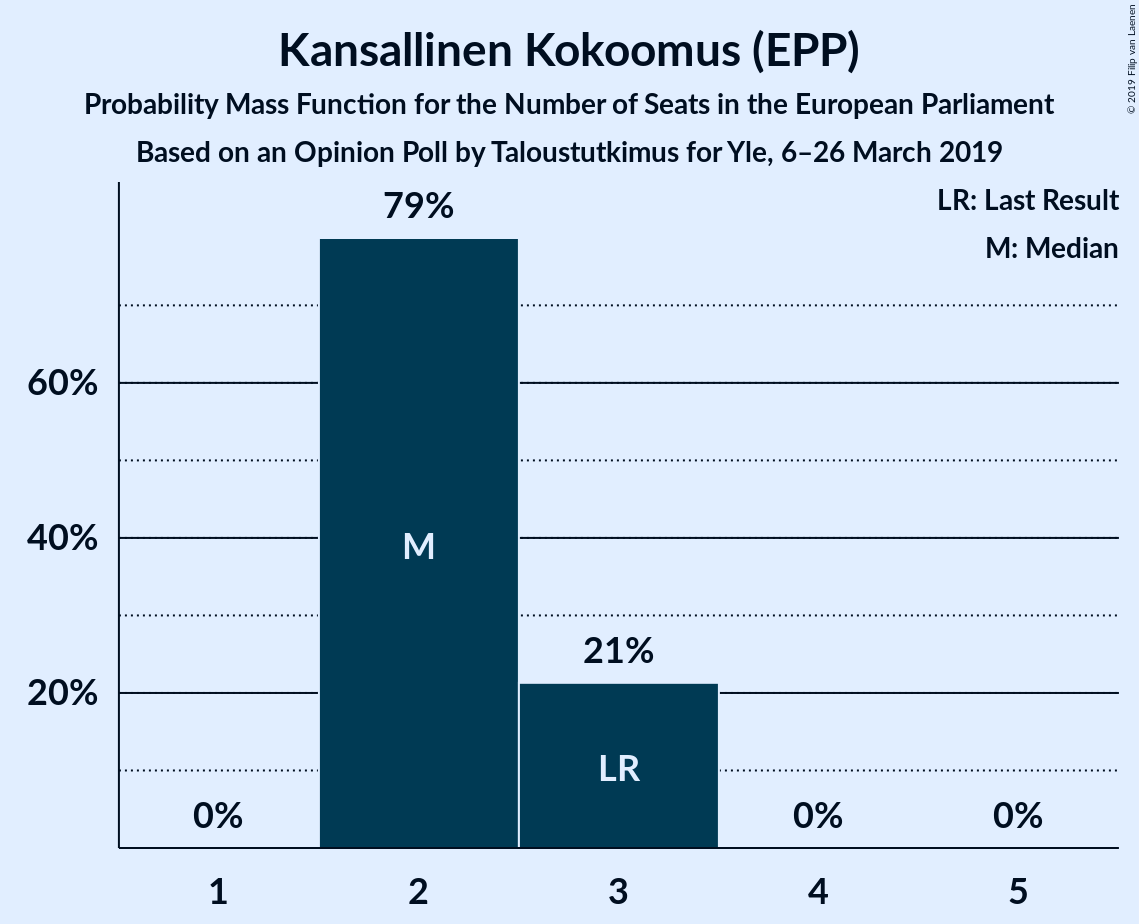 Kansallinen Kokoomus (EPP)
Probability Mass Function for the Number of Seats in the European Parliament
Based on an Opinion Poll by Taloustutkimus for Yle, 6–26 March 2019
© 2019 Filip van Laenen
LR: Last Result
M: Median
79%
60%
40%
M
21%
20%
LR
0%
0%
0%
1
2
3
4
5